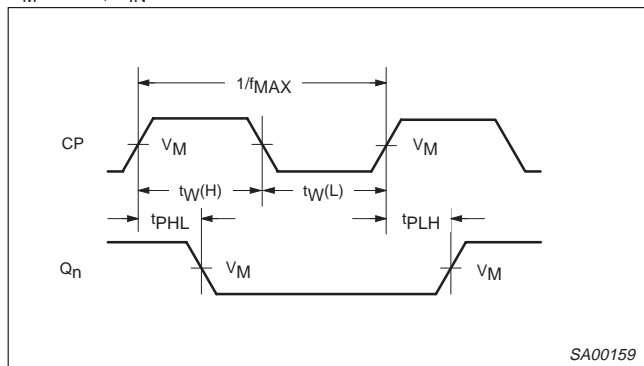 1/fMAX
CP
VM
VM
tW(H)
tW(L)
tPHL
tPLH
Qn
VM
VM
SA00159